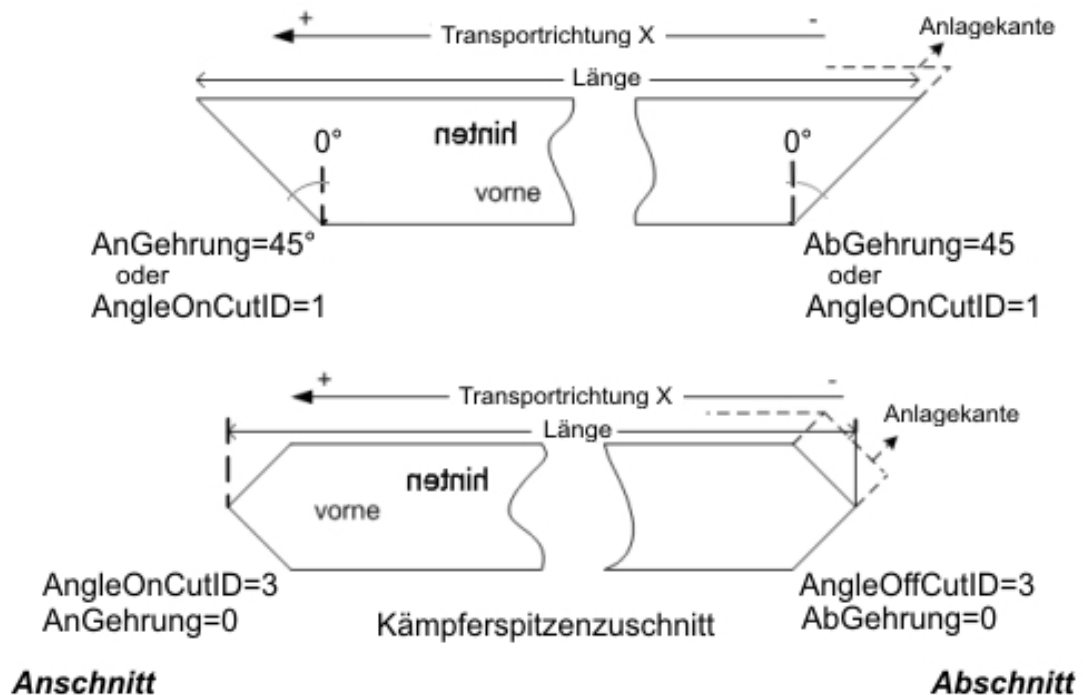 + Transportrichtung X -
Anlagekante
Länge
hinten
0° 0°
vorne
AnGehrung=45° AbGehrung=45
oder oder
AngleOnCutID=1 AngleOnCutID=1
+ Transportrichtung X -
Anlagekante
Länge
hinten
vorne
AngleOnCutID=3 AngleOffCutID=3
AnGehrung=0 Kämpferspitzenzuschnitt AbGehrung=0
Anschnitt Abschnitt